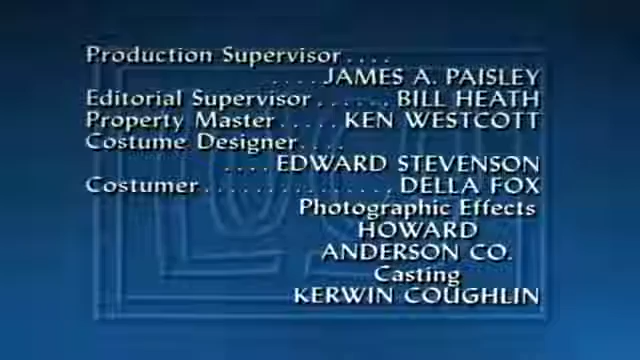 Production Supervisor . . . .
. . . . JAMES A. PAISLEY
Editorial Supervisor . . . . . . BILL HEATH
Property Master . . . . . KEN WESTCOTT
Costume Designer . . . .
. . . . EDWARD STEVENSON
Costumer . . . . . . . . . . . . . . . DELLA FOX
Photographic Effects
HOWARD
ANDERSON CO.
Casting
KERWIN COUGHLIN